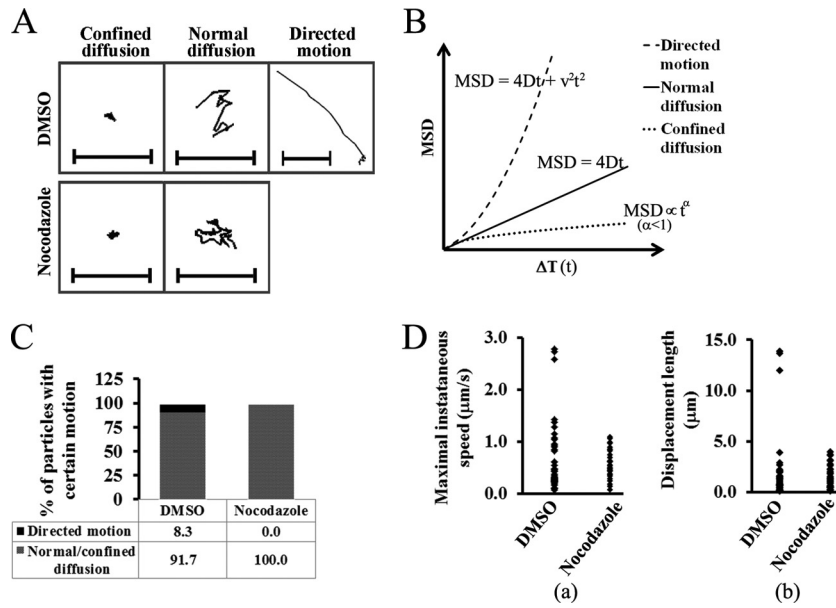 A
Confined diffusion
Normal diffusion
Directed motion
DMSO
Nocodazole
B
MSD
MSD = 4Dt + v²t²
MSD = 4Dt
MSD ∝ t^α
(α<1)
ΔT (t)
Directed motion
Normal diffusion
Confined diffusion
C
% of particles with certain motion
125
100
75
50
25
0
DMSO Nocodazole
Directed motion 8.3 0.0
Normal/confined diffusion 91.7 100.0
D
Maximal instataneous speed (μm/s)
3.0
2.0
1.0
0.0
DMSO
Nocodazole
(a)
Displacement length (μm)
15.0
10.0
5.0
0.0
DMSO
Nocodazole
(b)